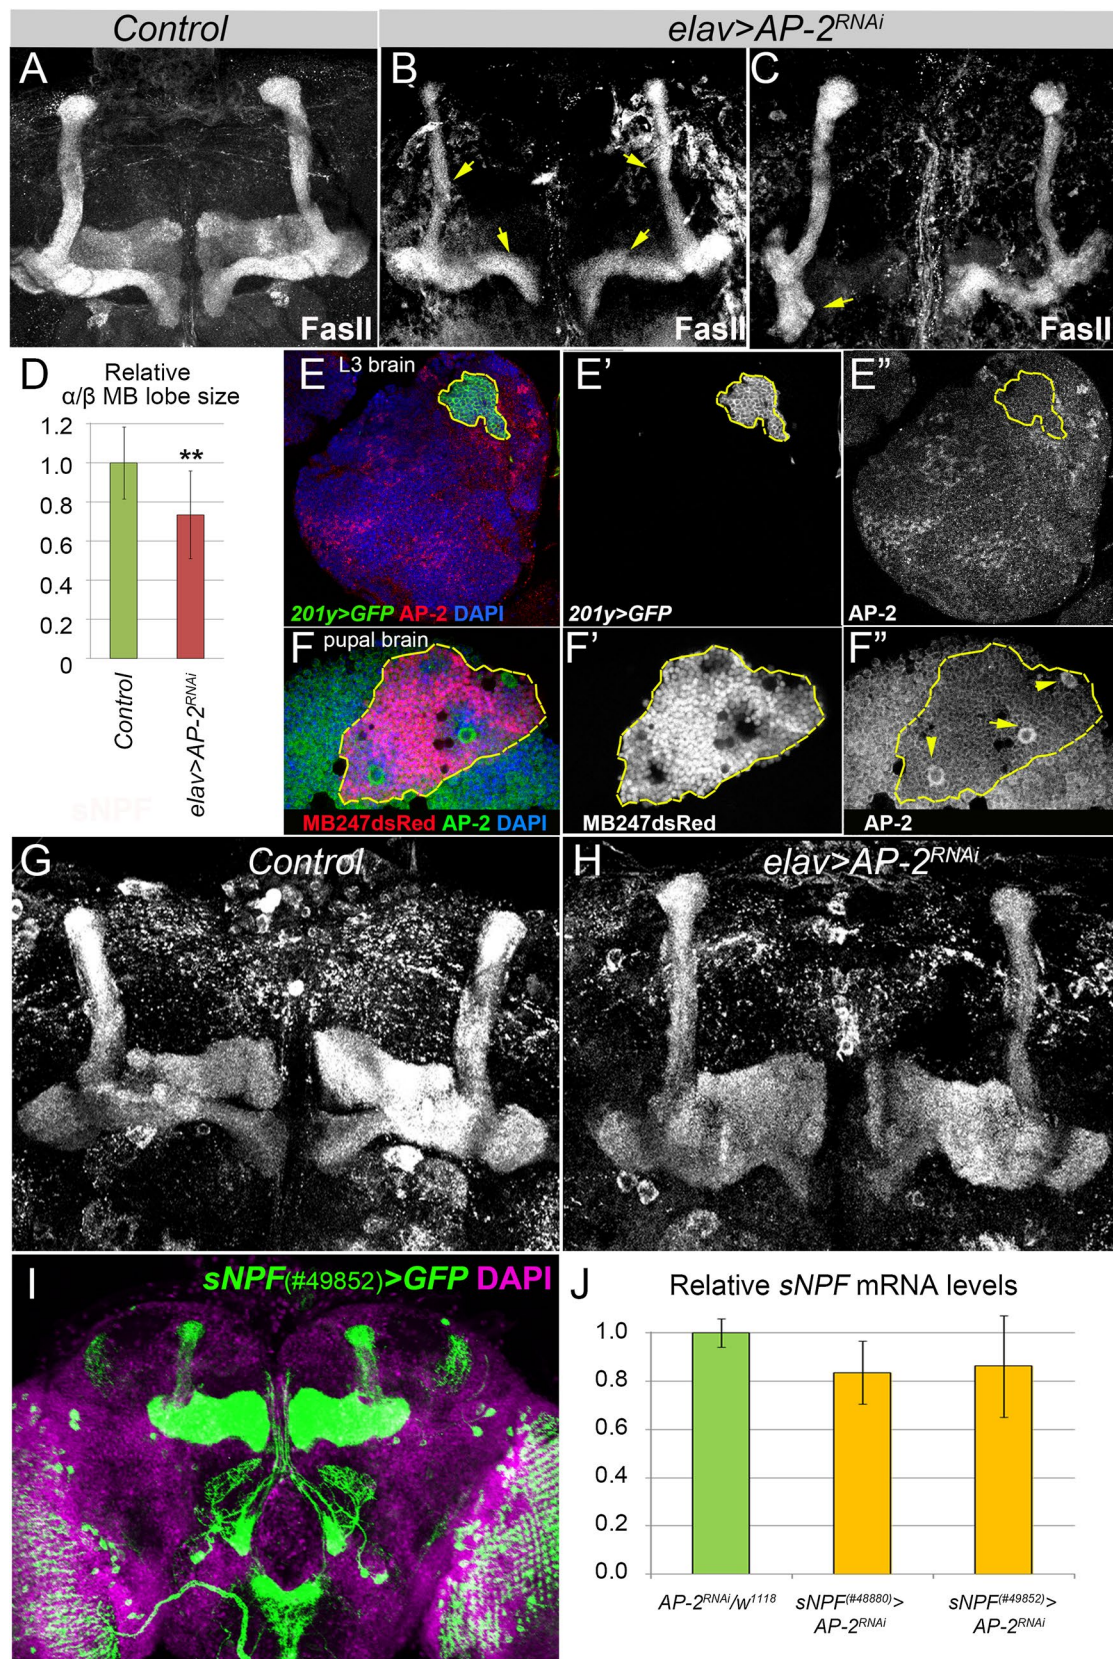 Control
elav>AP-2RNAi
A
B
C
FasII
FasII
FasII
D
Relative
α/β MB lobe size
1.2
1.0
0.8
0.6
0.4
0.2
0
**
Control
elav>AP-2RNAi
sNPF
E
L3 brain
201y>GFP AP-2 DAPI
E'
201y>GFP
E"
AP-2
F
pupal brain
MB247dsRed AP-2 DAPI
F'
MB247dsRed
F"
AP-2
G
Control
H
elav>AP-2RNAi
I
sNPF(#49852)>GFP DAPI
J
Relative sNPF mRNA levels
1.0
0.8
0.6
0.4
0.2
0.0
AP-2RNAi/w1118
sNPF(#48880)>
AP-2RNAi
sNPF(#49852)>
AP-2RNAi